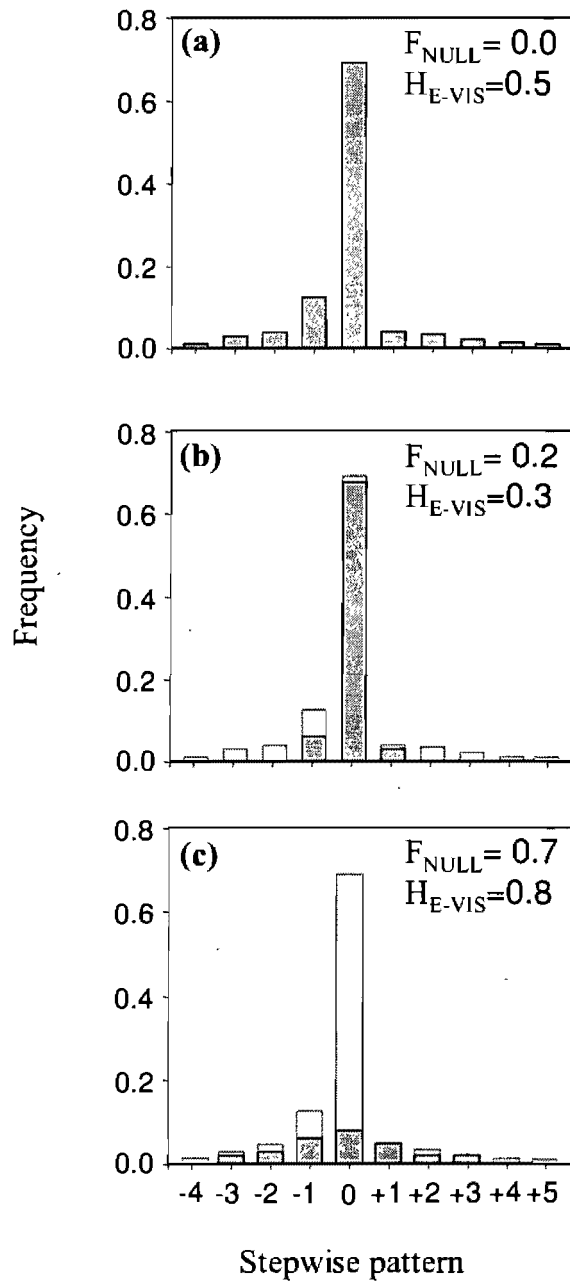 (a)
F_NULL= 0.0
H_E-VIS=0.5
0.8
0.6
0.4
0.2
0.0
(b)
F_NULL = 0.2
H_E-VIS=0.3
0.8
0.6
0.4
0.2
0.0
Frequency
(c)
F_NULL= 0.7
H_E-VIS=0.8
0.8
0.6
0.4
0.2
0.0
-4 -3 -2 -1 0 +1 +2 +3 +4 +5
Stepwise pattern